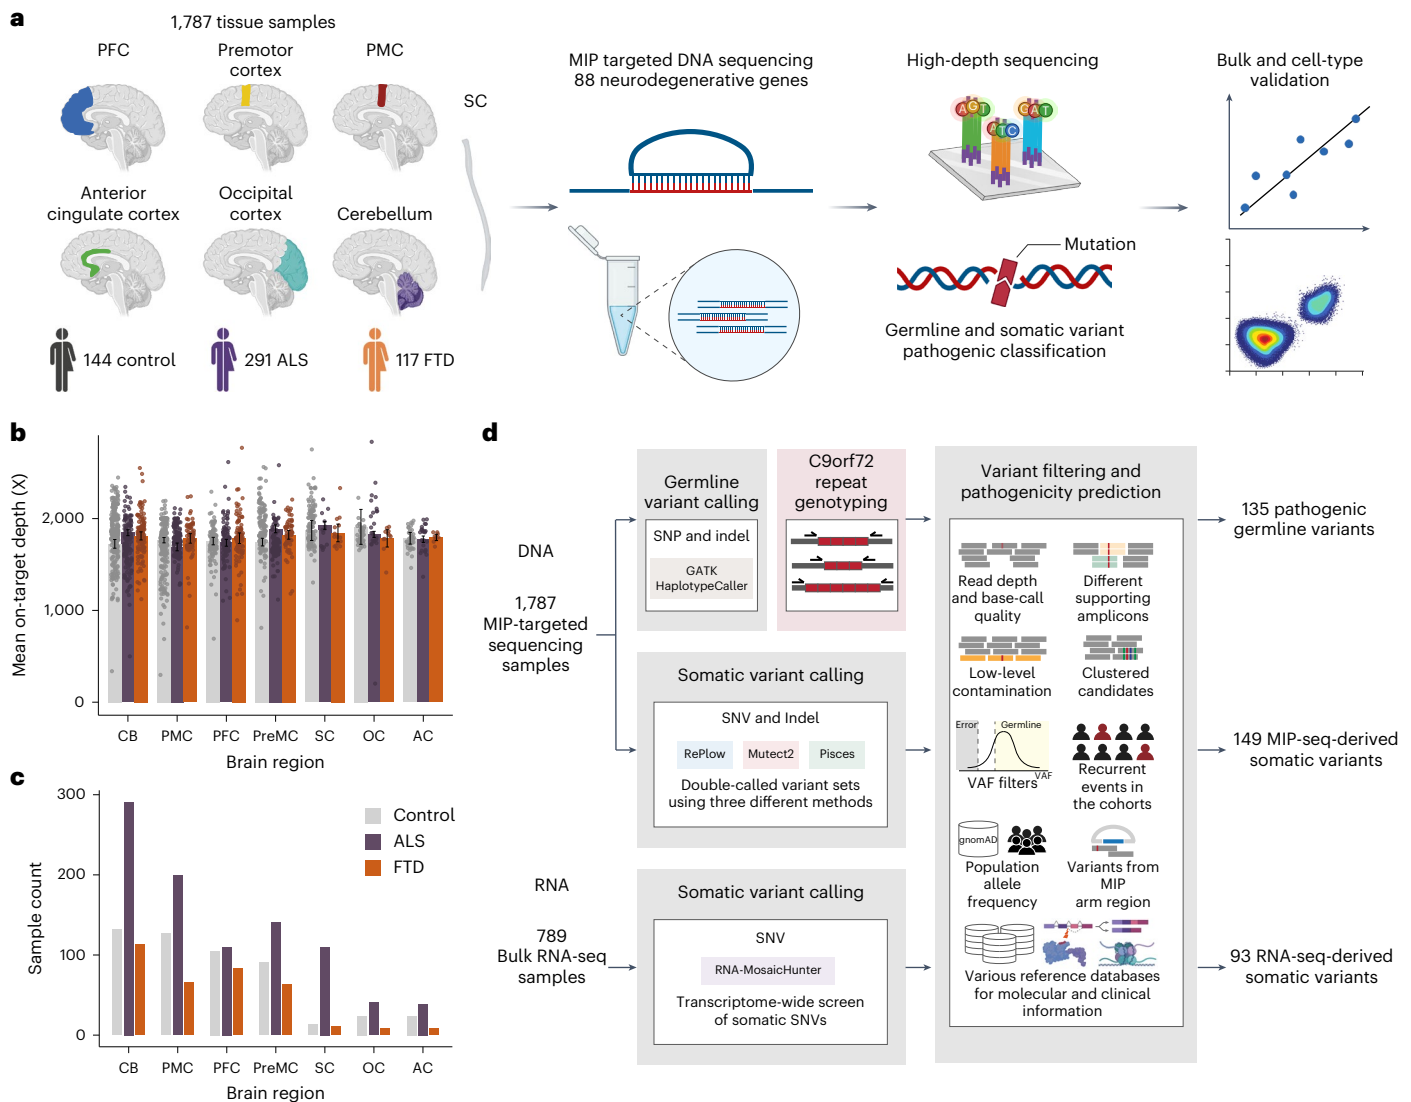 a
1,787 tissue samples
PFC
Premotor
cortex
PMC
SC
Anterior
cingulate cortex
Occipital
cortex
Cerebellum
144 control
291 ALS
117 FTD
MIP targeted DNA sequencing
88 neurodegenerative genes
High-depth sequencing
A G T
A T C
G A T
Mutation
Germline and somatic variant
pathogenic classification
Bulk and cell-type
validation
b
Mean on-target depth (X)
2,000
1,000
0
CB PMC PFC PreMC SC OC AC
Brain region
c
Sample count
300
200
100
0
Control
ALS
FTD
CB PMC PFC PreMC SC OC AC
Brain region
d
DNA
1,787
MIP-targeted
sequencing
samples
Germline
variant calling
SNP and indel
GATK
HaplotypeCaller
C9orf72
repeat
genotyping
Somatic variant calling
SNV and Indel
RePlow Mutect2 Pisces
Double-called variant sets
using three different methods
RNA
789
Bulk RNA-seq
samples
Somatic variant calling
SNV
RNA-MosaicHunter
Transcriptome-wide screen
of somatic SNVs
Variant filtering and
pathogenicity prediction
Read depth
and base-call
quality
Different
supporting
amplicons
Low-level
contamination
Clustered
candidates
Error
Germline
VAF
VAF filters
Recurrent
events in
the cohorts
gnomAD
Population
allele
frequency
Variants from
MIP
arm region
Various reference databases
for molecular and clinical
information
135 pathogenic
germline variants
149 MIP-seq-derived
somatic variants
93 RNA-seq-derived
somatic variants